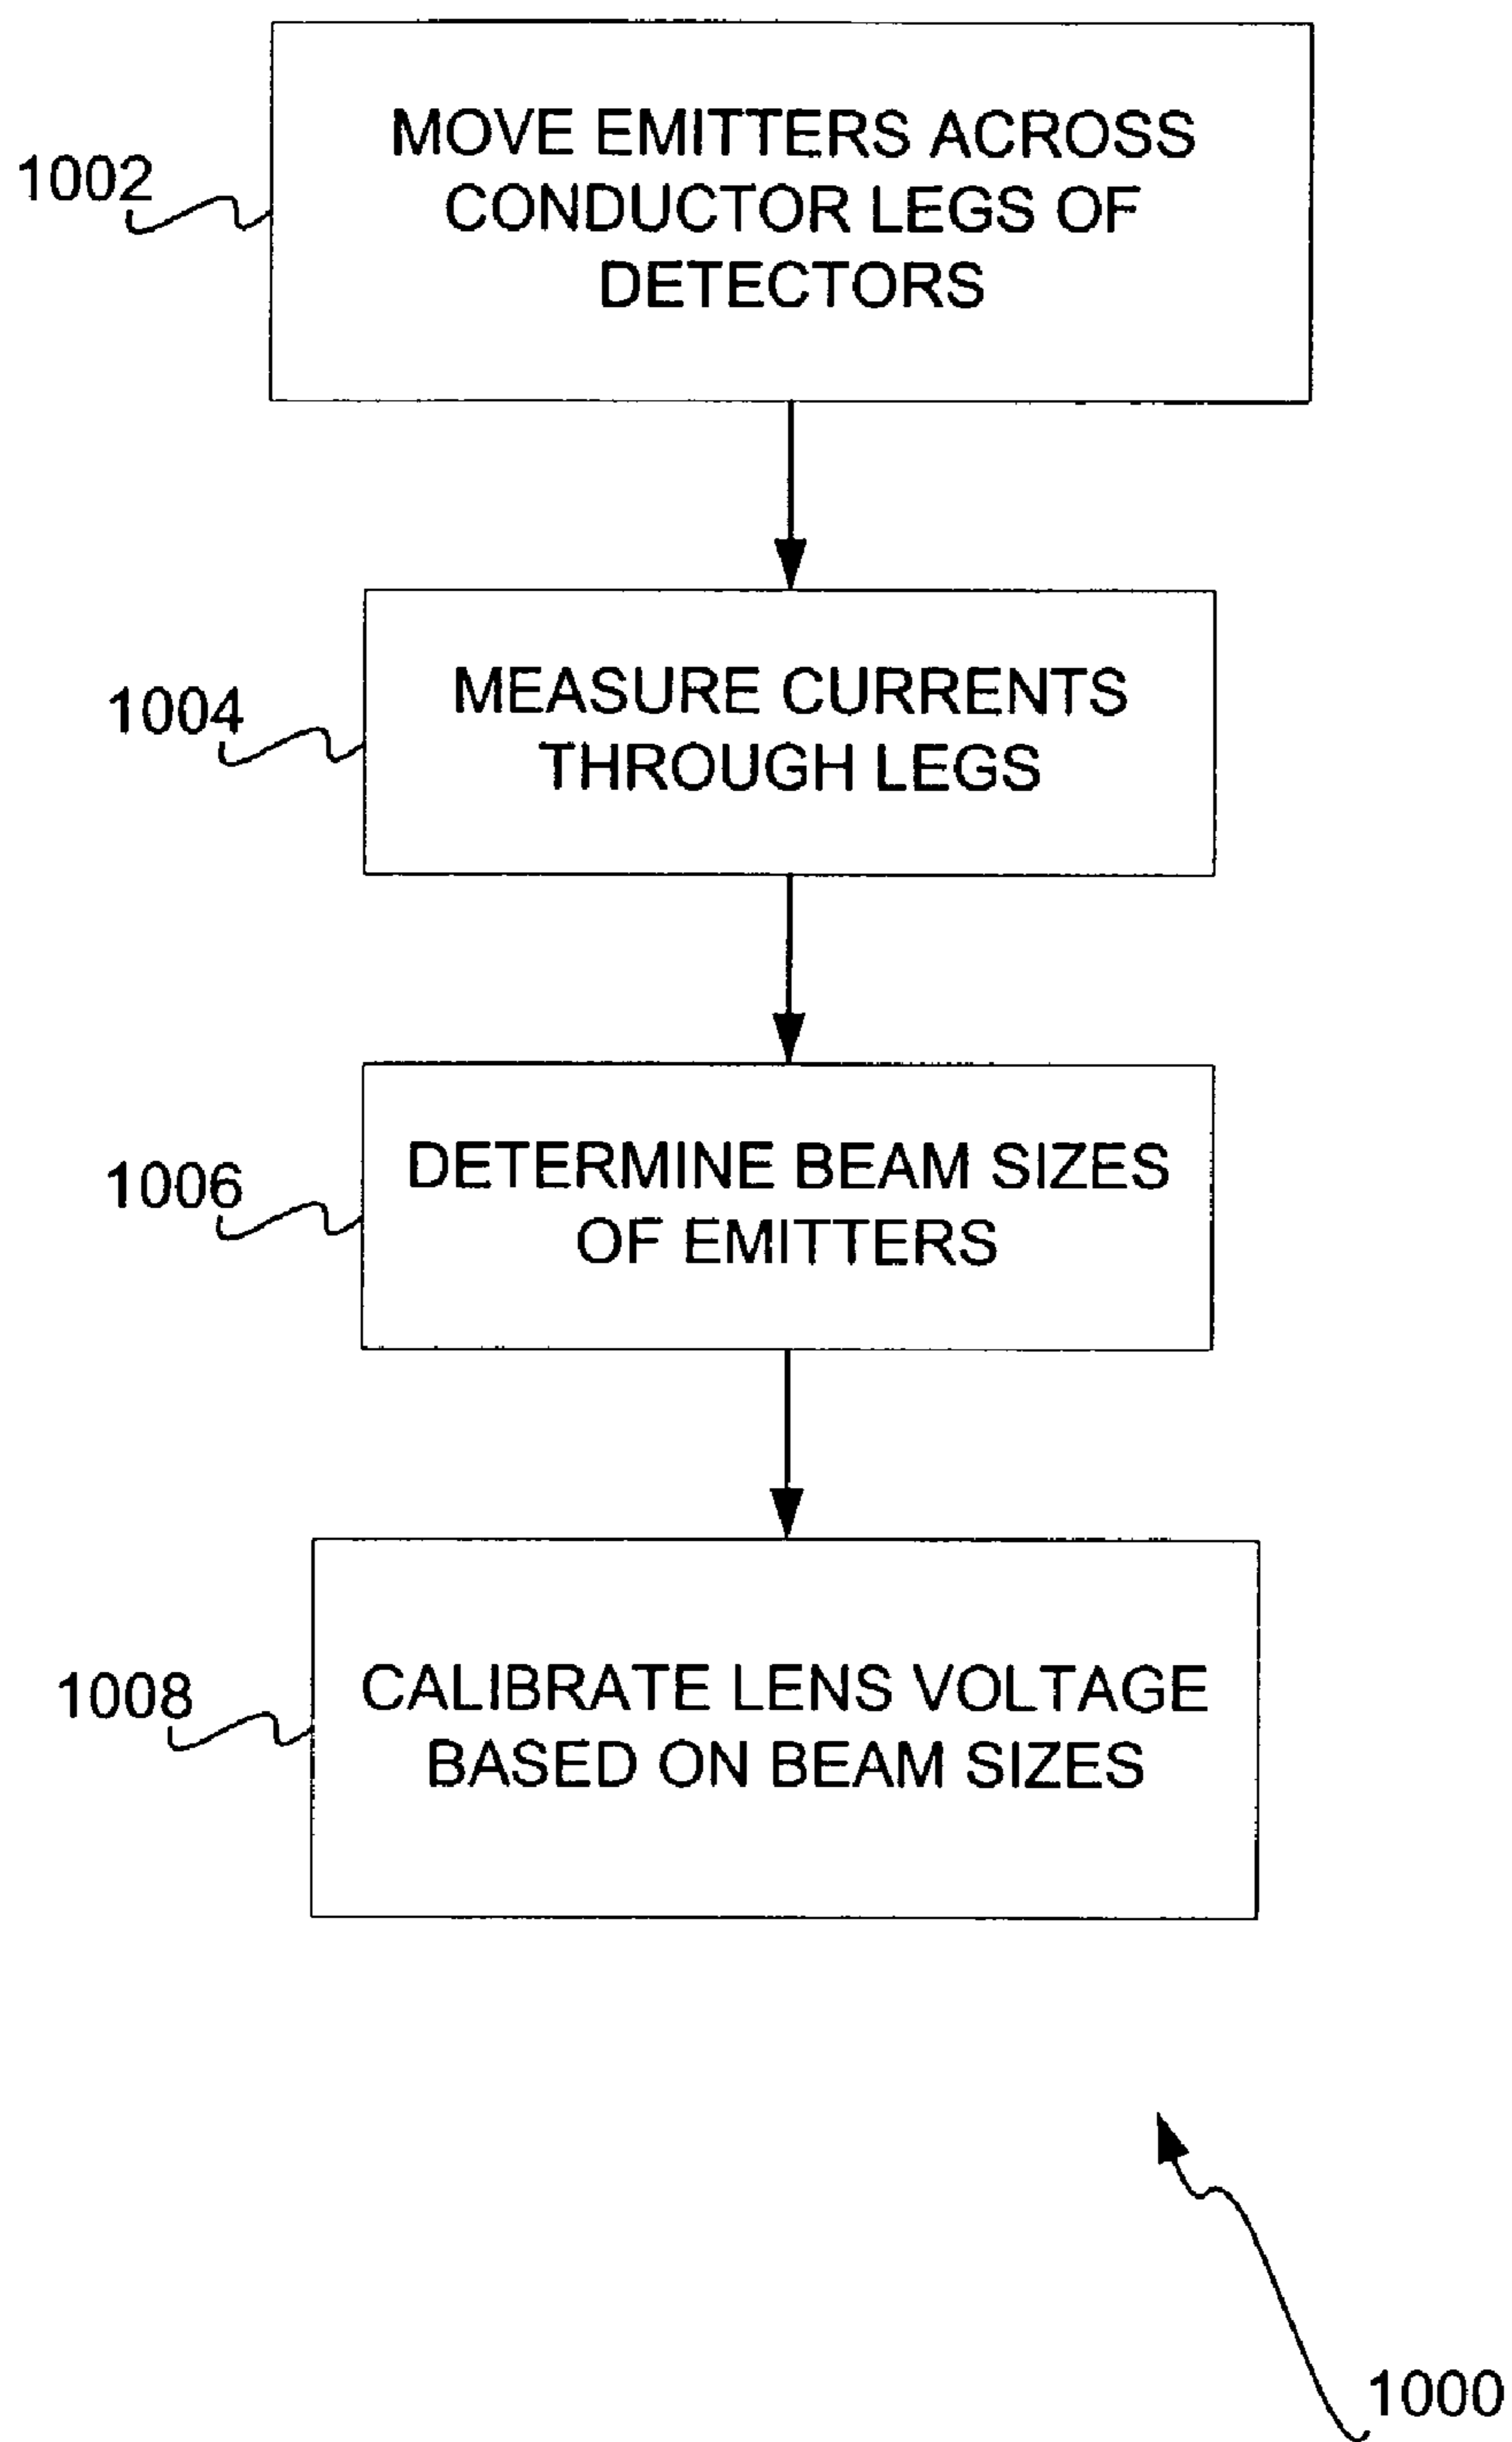 1002
MOVE EMITTERS ACROSS
CONDUCTOR LEGS OF
DETECTORS
1004
MEASURE CURRENTS
THROUGH LEGS
1006
DETERMINE BEAM SIZES
OF EMITTERS
1008
CALIBRATE LENS VOLTAGE
BASED ON BEAM SIZES
1000